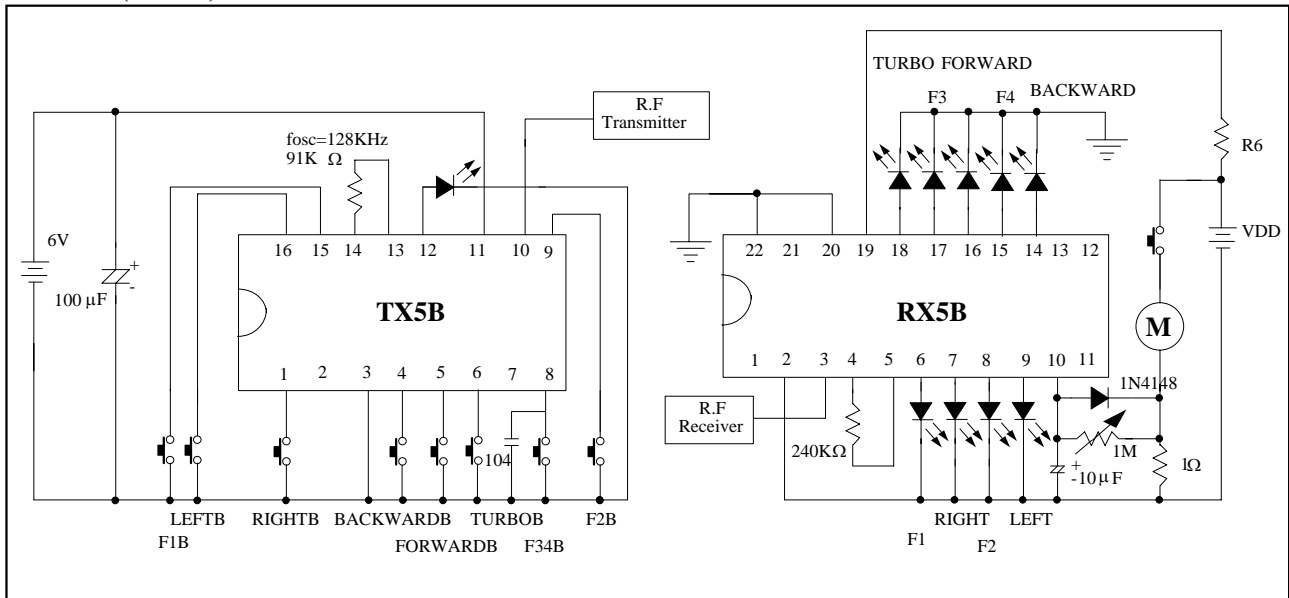 TURBO FORWARD
F3 F4 BACKWARD
R.F
Transmitter
fosc=128KHz
91K Ω
R6
6V
100 μF
+
-
16 15 14 13 12 11 10 9
TX5B
1 2 3 4 5 6 7 8
104
LEFTB RIGHTB BACKWARDB TURBOB F2B
F1B FORWARDB F34B
22 21 20 19 18 17 16 15 14 13 12
RX5B
1 2 3 4 5 6 7 8 9 10 11
VDD
M
R.F
Receiver
240KΩ
1N4148
1M
+
-10μF
1Ω
RIGHT LEFT
F1 F2